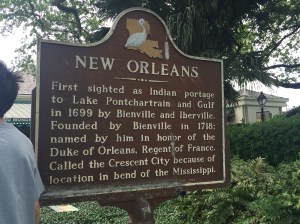 NEW ORLEANS
First sighted as Indian portage
to Lake Pontchartrain and Gulf
in 1699 by Bienville and Iberville.
Founded by Bienville in 1718;
named by him in honor of the
Duke of Orleans, Regent of France.
Called the Crescent City because of
location in bend of the Mississippi.